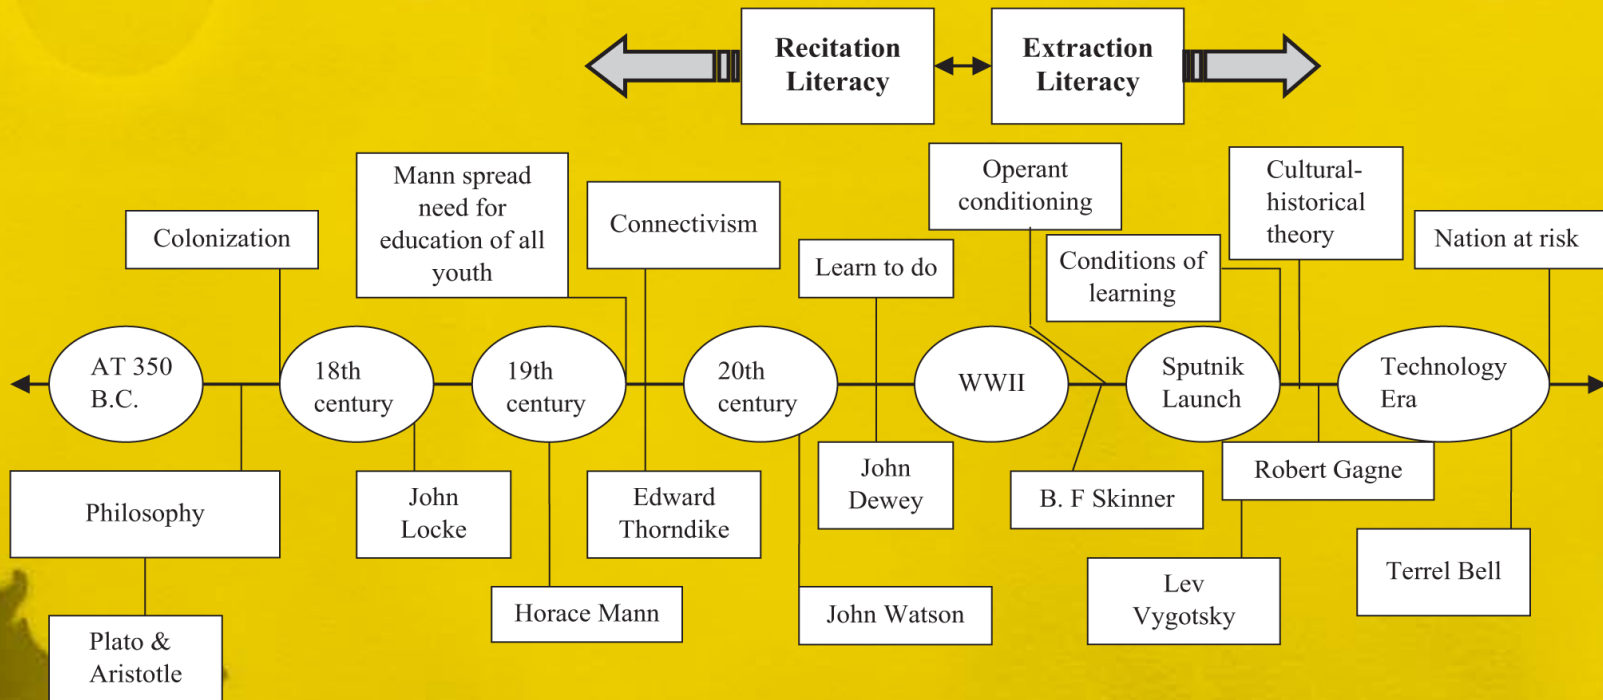 Recitation
Literacy
Extraction
Literacy
Mann spread
need for
education of all
youth
Colonization
Connectivism
Learn to do
Operant
conditioning
Conditions of
learning
Cultural-
historical
theory
Nation at risk
AT 350
B.C.
18th
century
19th
century
20th
century
WWII
Sputnik
Launch
Technology
Era
Philosophy
John
Locke
Edward
Thorndike
John
Dewey
B. F Skinner
Robert Gagne
Plato &
Aristotle
Horace Mann
John Watson
Lev
Vygotsky
Terrel Bell